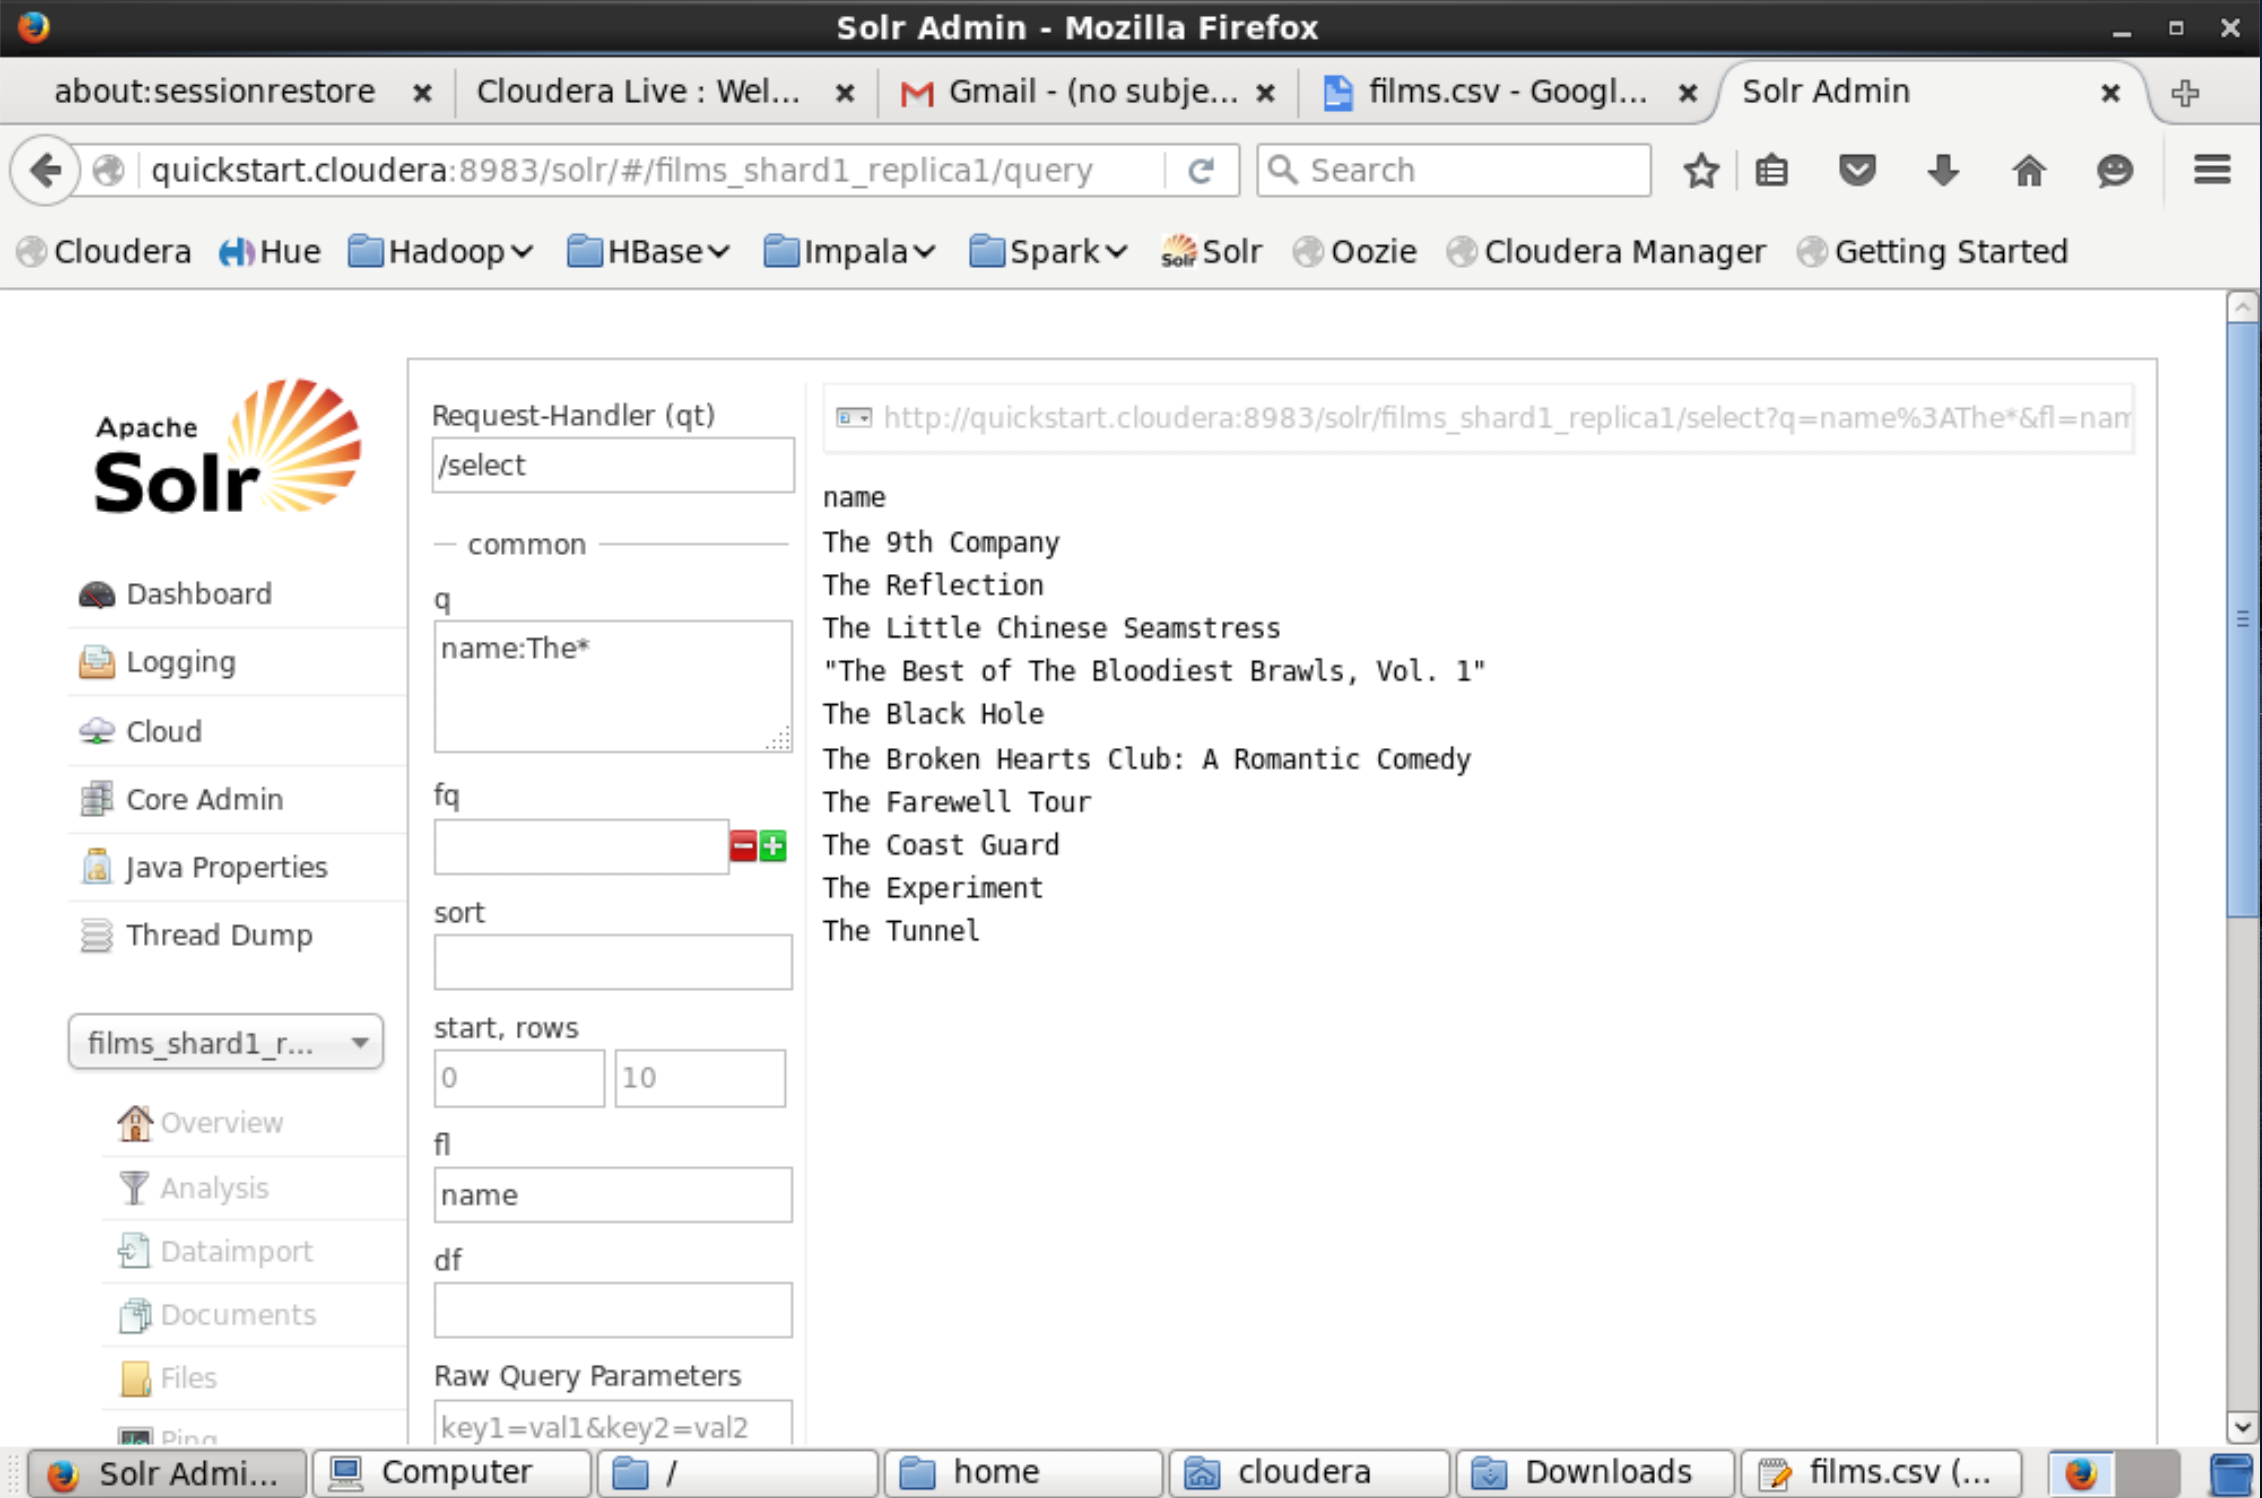 Solr Admin - Mozilla Firefox
about:sessionrestore
Cloudera Live : Wel...
Gmail - (no subje...
films.csv - Googl...
Solr Admin
quickstart.cloudera:8983/solr/#/films_shard1_replica1/query
Search
Cloudera
Hue
Hadoop
HBase
Impala
Spark
Solr
Oozie
Cloudera Manager
Getting Started
Apache
Solr
Dashboard
Logging
Cloud
Core Admin
Java Properties
Thread Dump
films_shard1_r...
Overview
Analysis
Dataimport
Documents
Files
Ping
Request-Handler (qt)
/select
common
q
name:The*
fq
sort
start, rows
0
10
fl
name
df
Raw Query Parameters
key1=val1&key2=val2
http://quickstart.cloudera:8983/solr/films_shard1_replica1/select?q=name%3AThe*&fl=nam
name
The 9th Company
The Reflection
The Little Chinese Seamstress
"The Best of The Bloodiest Brawls, Vol. 1"
The Black Hole
The Broken Hearts Club: A Romantic Comedy
The Farewell Tour
The Coast Guard
The Experiment
The Tunnel
Solr Admi...
Computer
/
home
cloudera
Downloads
films.csv (...